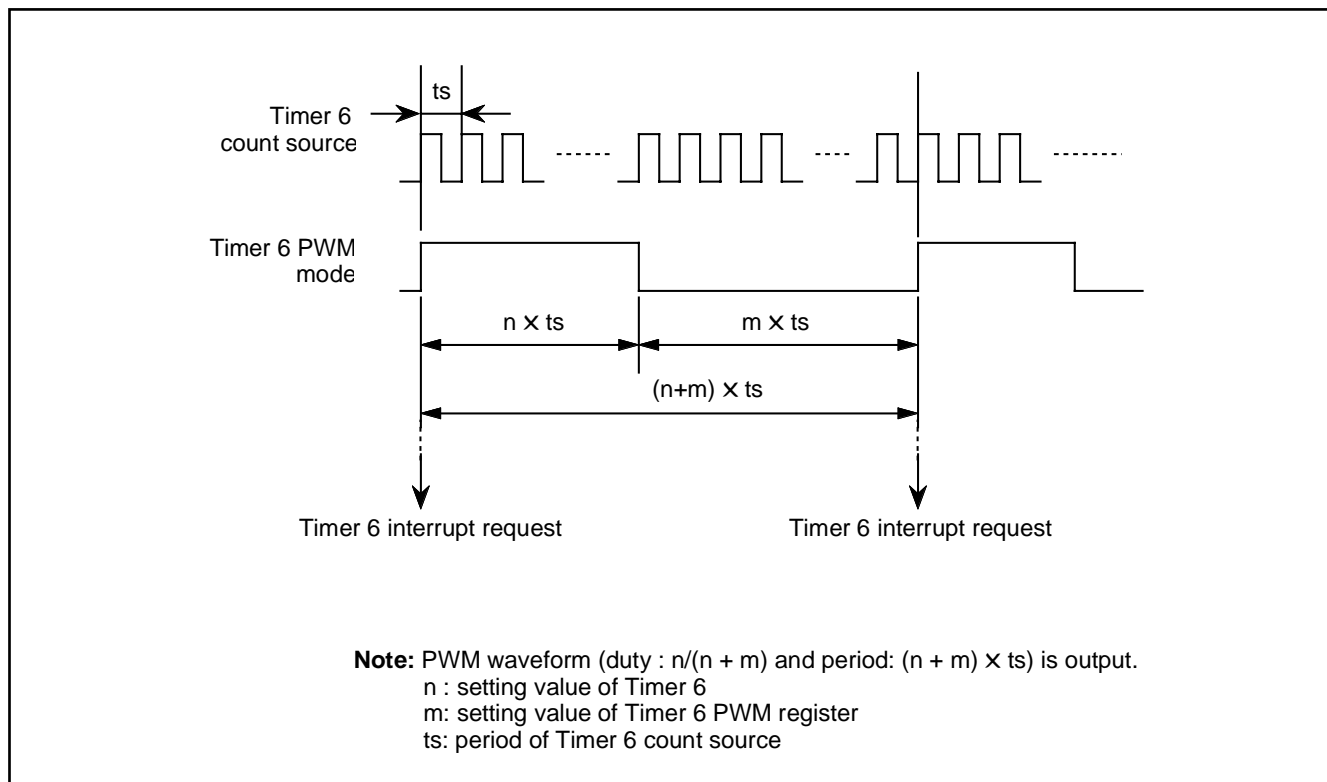 ts
Timer 6
count source
Timer 6 PWM
mode
n × ts
m × ts
(n+m) × ts
Timer 6 interrupt request
Timer 6 interrupt request
Note: PWM waveform (duty : n/(n + m) and period: (n + m) × ts) is output.
n : setting value of Timer 6
m: setting value of Timer 6 PWM register
ts: period of Timer 6 count source